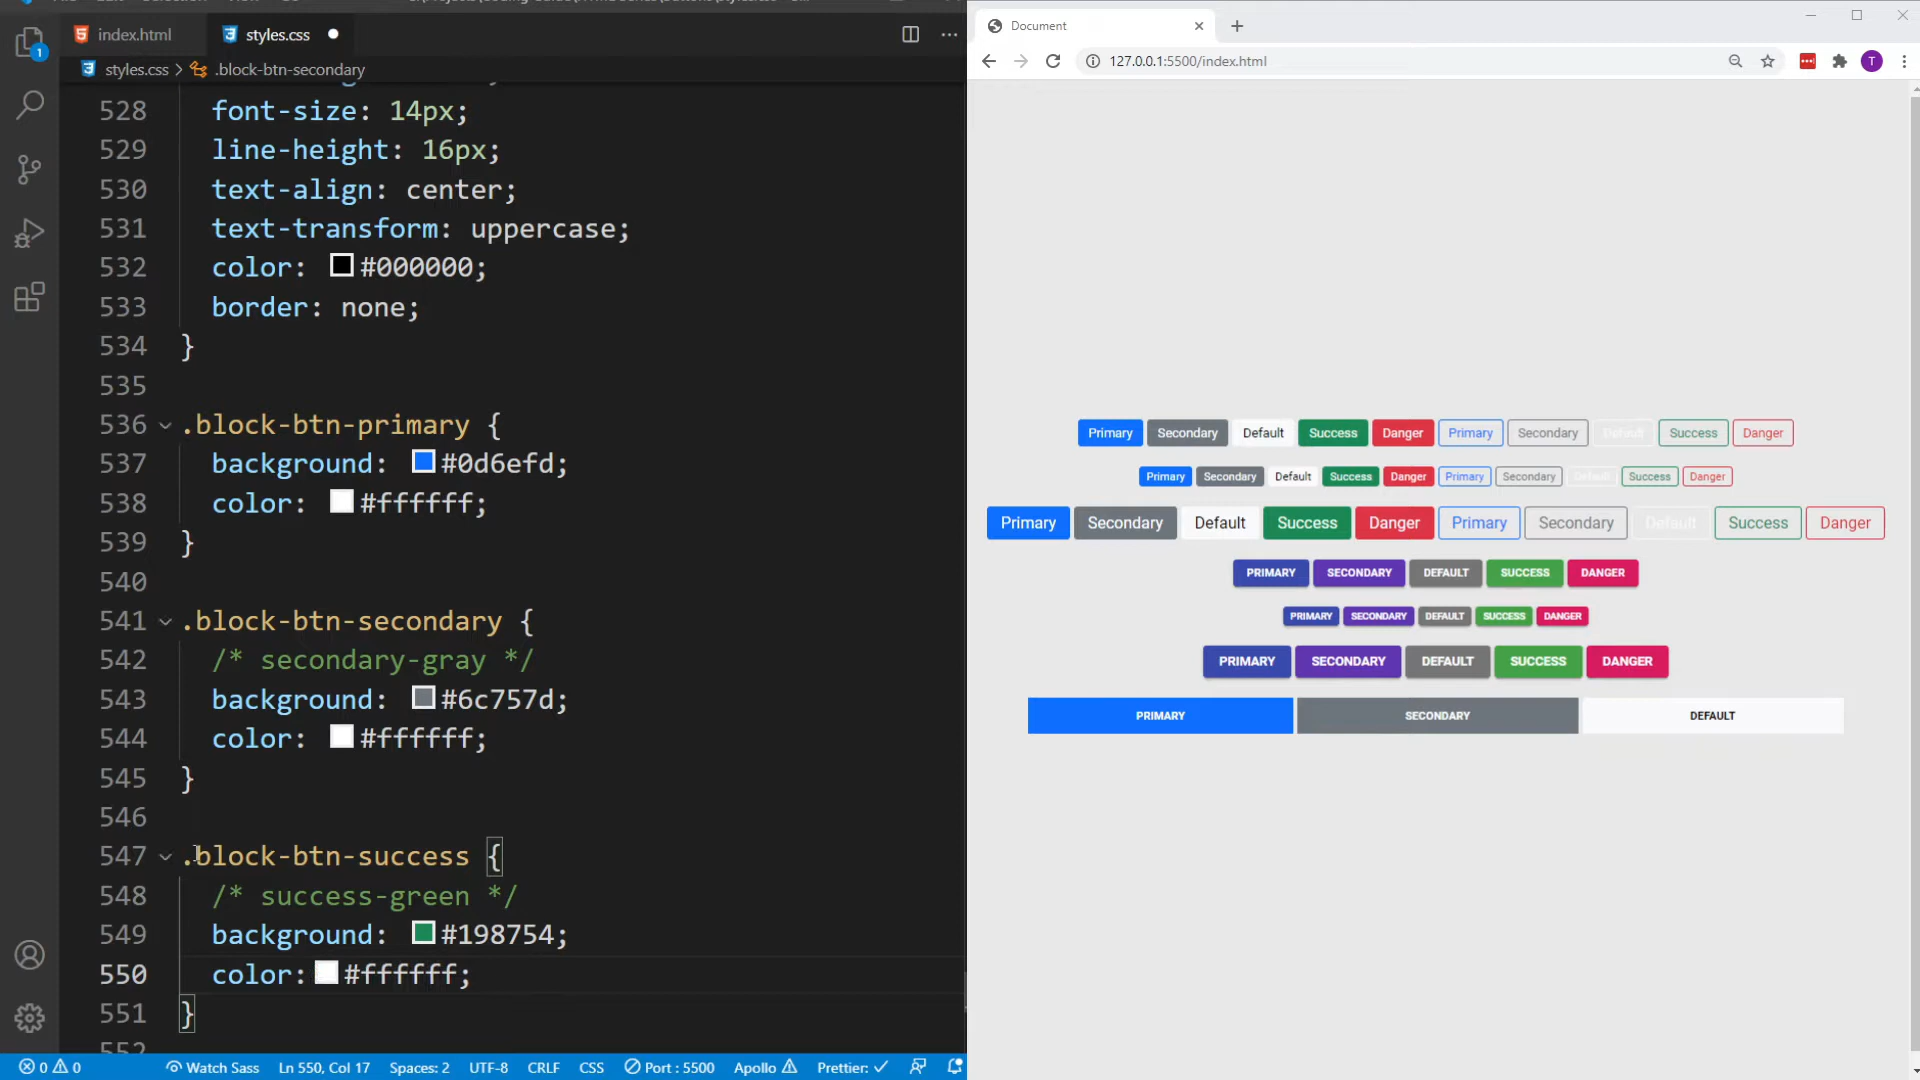 index.html
styles.css
styles.css > .block-btn-secondary
528 font-size: 14px;
529 line-height: 16px;
530 text-align: center;
531 text-transform: uppercase;
532 color: #000000;
533 border: none;
534 }
535
536 .block-btn-primary {
537 background: #0d6efd;
538 color: #ffffff;
539 }
540
541 .block-btn-secondary {
542 /* secondary-gray */
543 background: #6c757d;
544 color: #ffffff;
545 }
546
547 .block-btn-success {
548 /* success-green */
549 background: #198754;
550 color: #ffffff;
551 }
552
1
0 0 Watch Sass Ln 550, Col 17 Spaces: 2 UTF-8 CRLF CSS Port : 5500 Apollo Prettier:
Document
127.0.0.1:5500/index.html
T
Primary Secondary Default Success Danger Primary Secondary Default Success Danger
Primary Secondary Default Success Danger Primary Secondary Default Success Danger
Primary Secondary Default Success Danger Primary Secondary Default Success Danger
PRIMARY SECONDARY DEFAULT SUCCESS DANGER
PRIMARY SECONDARY DEFAULT SUCCESS DANGER
PRIMARY SECONDARY DEFAULT SUCCESS DANGER
PRIMARY SECONDARY DEFAULT